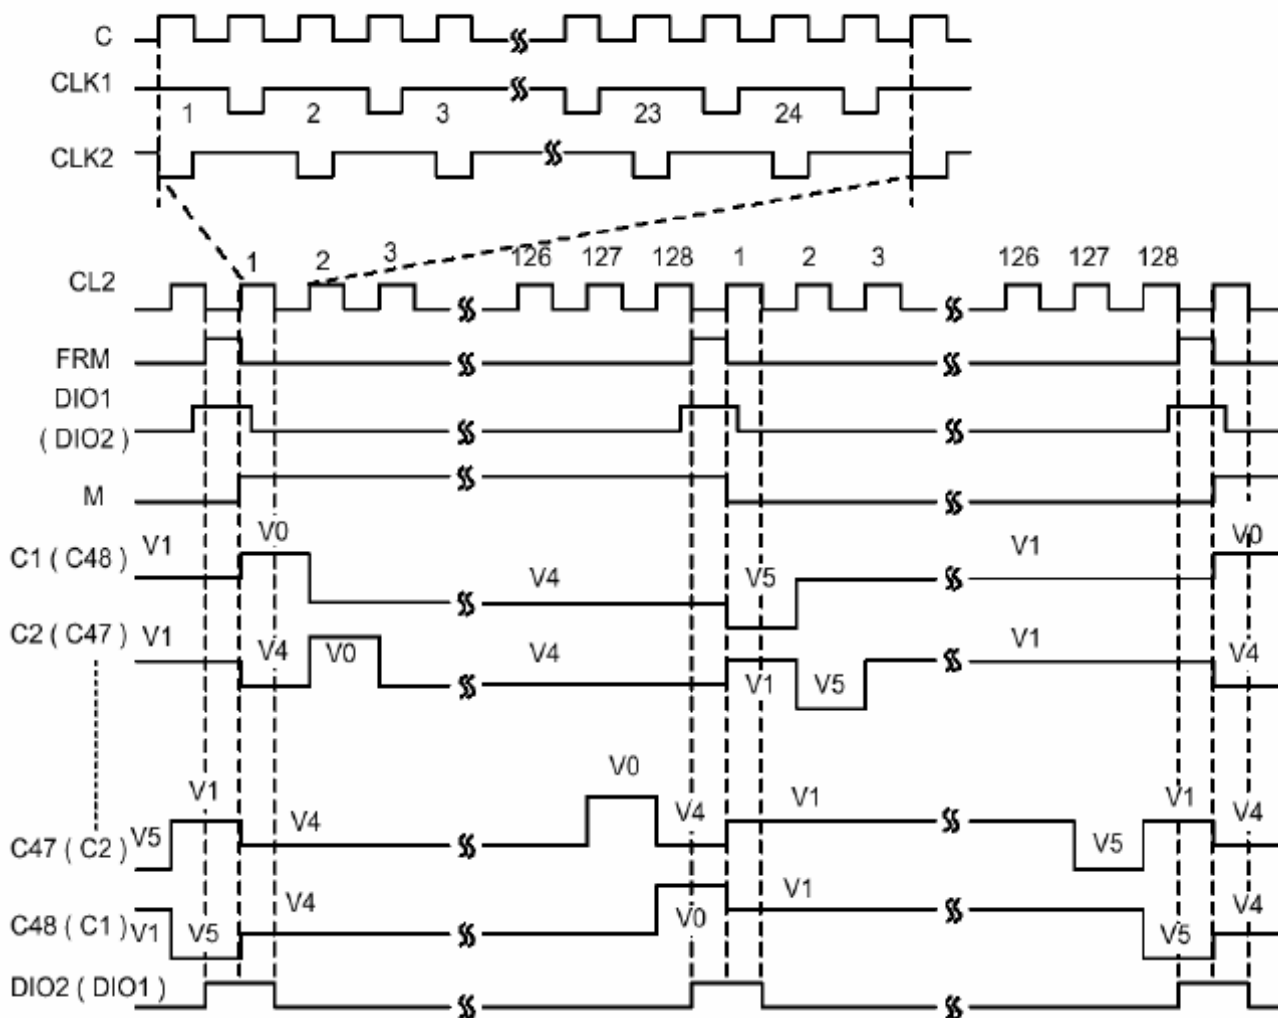 C
CLK1
1 2 3 23 24
CLK2
1 2 3 126 127 128 1 2 3 126 127 128
CL2
FRM
DIO1
( DIO2 )
M
V1 V0 V4 V5 V1 V0
C1 ( C48 )
C2 ( C47 ) V1 V4 V0 V4 V1 V5 V1 V4
V0
V1 V4 V4 V1 V1 V4
V5 V5
C47 ( C2 )
V4 V1 V4
C48 ( C1 ) V1 V5 V0 V5
DIO2 ( DIO1 )